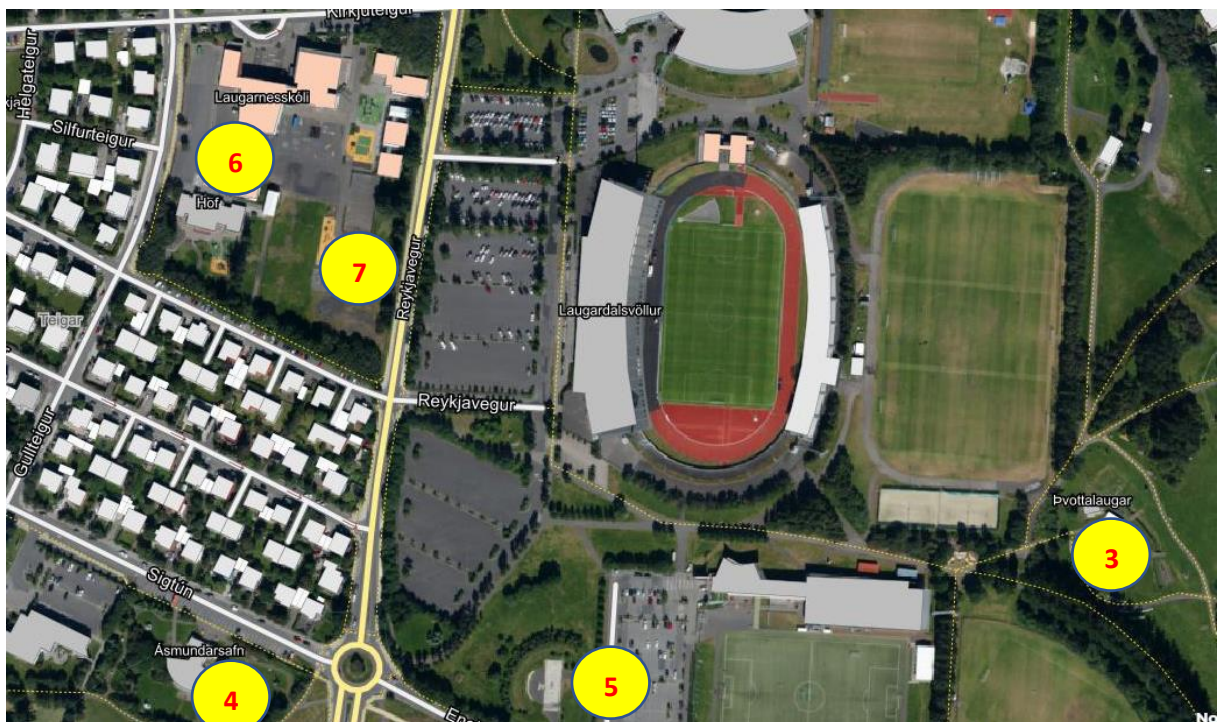 Kirkjuteigur
Helgateigur
Laugarnesskóli
Silfurteigur
6
Hof
7
Reykjavegur
Laugardalsvöllur
Teigar
Reykjavegur
Gullteigur
Þvottalaugar
3
Sigtún
Ásmundarsafn
4
5